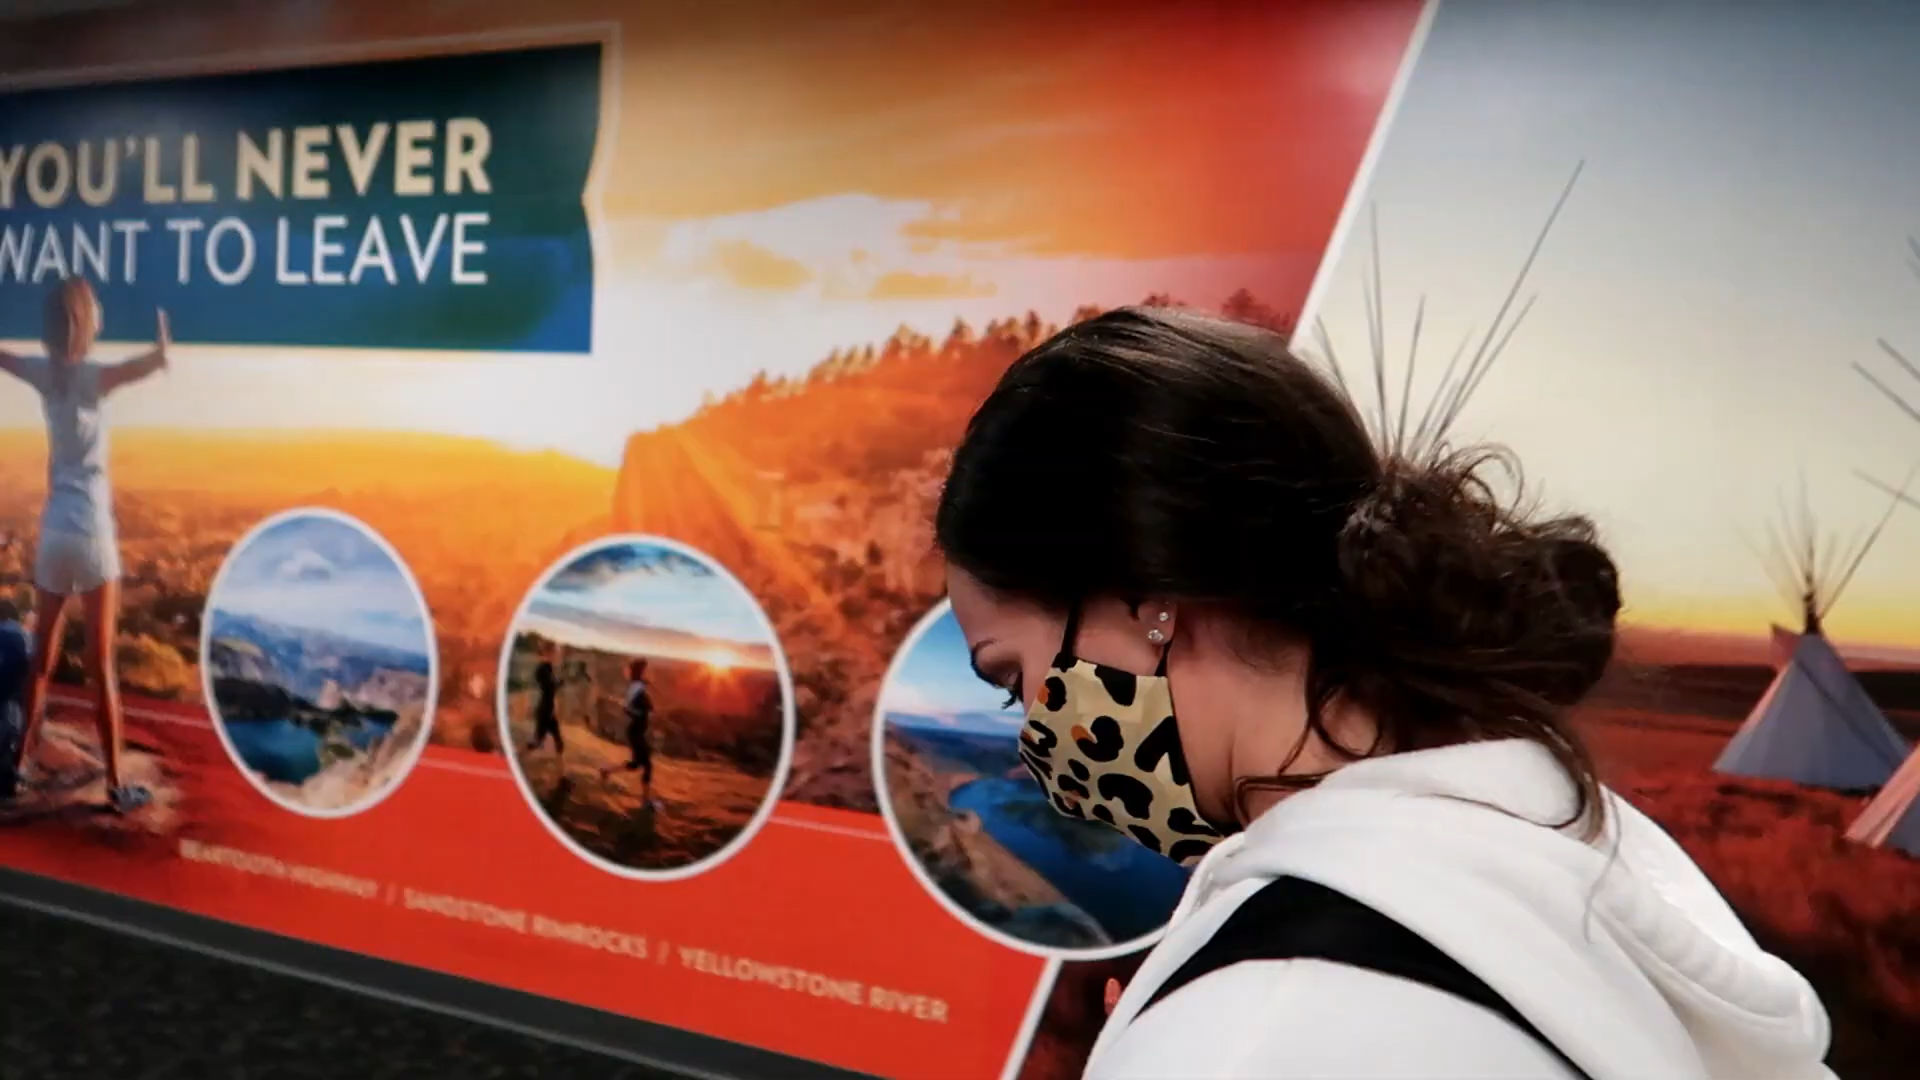 YOU'LL NEVER
WANT TO LEAVE
BEARTOOTH HIGHWAY / SANDSTONE RIMROCKS / YELLOWSTONE RIVER